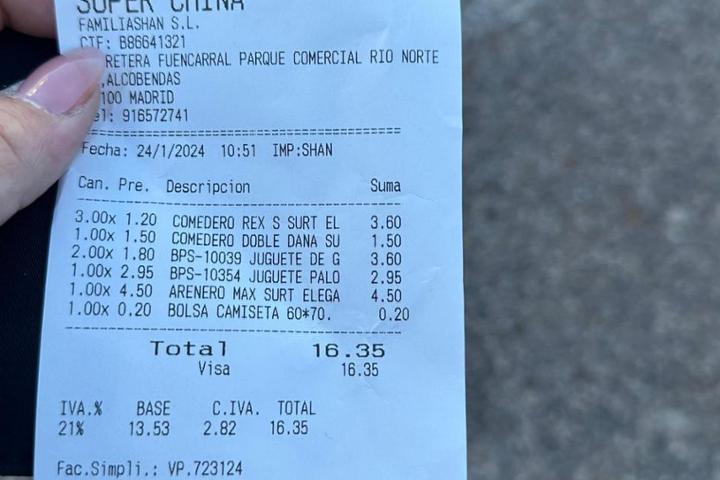 SUPER CHINA
FAMILIASHAN S.L.
CIF: B86641321
RETERA FUENCARRAL PARQUE COMERCIAL RIO NORTE
,ALCOBENDAS
100 MADRID
el: 916572741
Fecha: 24/1/2024 10:51 IMP:SHAN
Can. Pre. Descripcion Suma
3.00x 1.20 COMEDERO REX S SURT EL 3.60
1.00x 1.50 COMEDERO DOBLE DANA SU 1.50
2.00x 1.80 BPS-10039 JUGUETE DE G 3.60
1.00x 2.95 BPS-10354 JUGUETE PALO 2.95
1.00x 4.50 ARENERO MAX SURT ELEGA 4.50
1.00x 0.20 BOLSA CAMISETA 60*70. 0.20
Total 16.35
Visa 16.35
IVA.% BASE C.IVA. TOTAL
21% 13.53 2.82 16.35
Fac.Simpli.: VP.723124